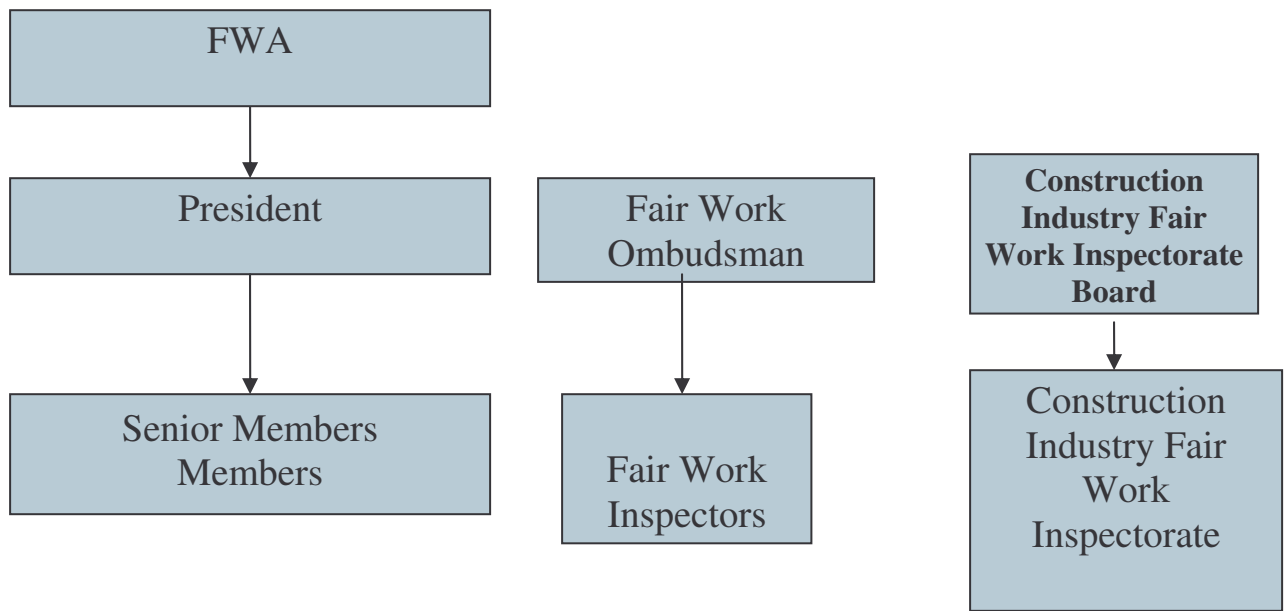 FWA
President
Senior Members
Members
Fair Work
Ombudsman
Fair Work
Inspectors
Construction
Industry Fair
Work Inspectorate
Board
Construction
Industry Fair
Work
Inspectorate